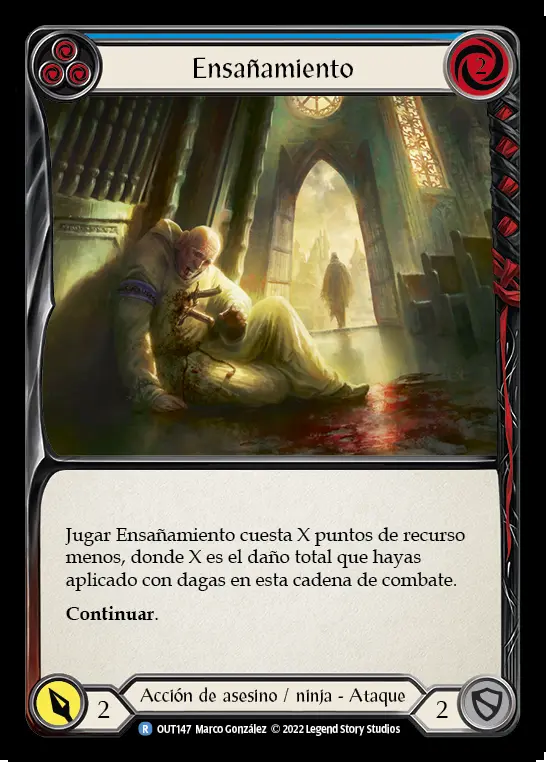 Ensañamiento
2
Jugar Ensañamiento cuesta X puntos de recurso
menos, donde X es el daño total que hayas
aplicado con dagas en esta cadena de combate.
Continuar.
2
Acción de asesino / ninja - Ataque
2
R OUT147 Marco González © 2022 Legend Story Studios